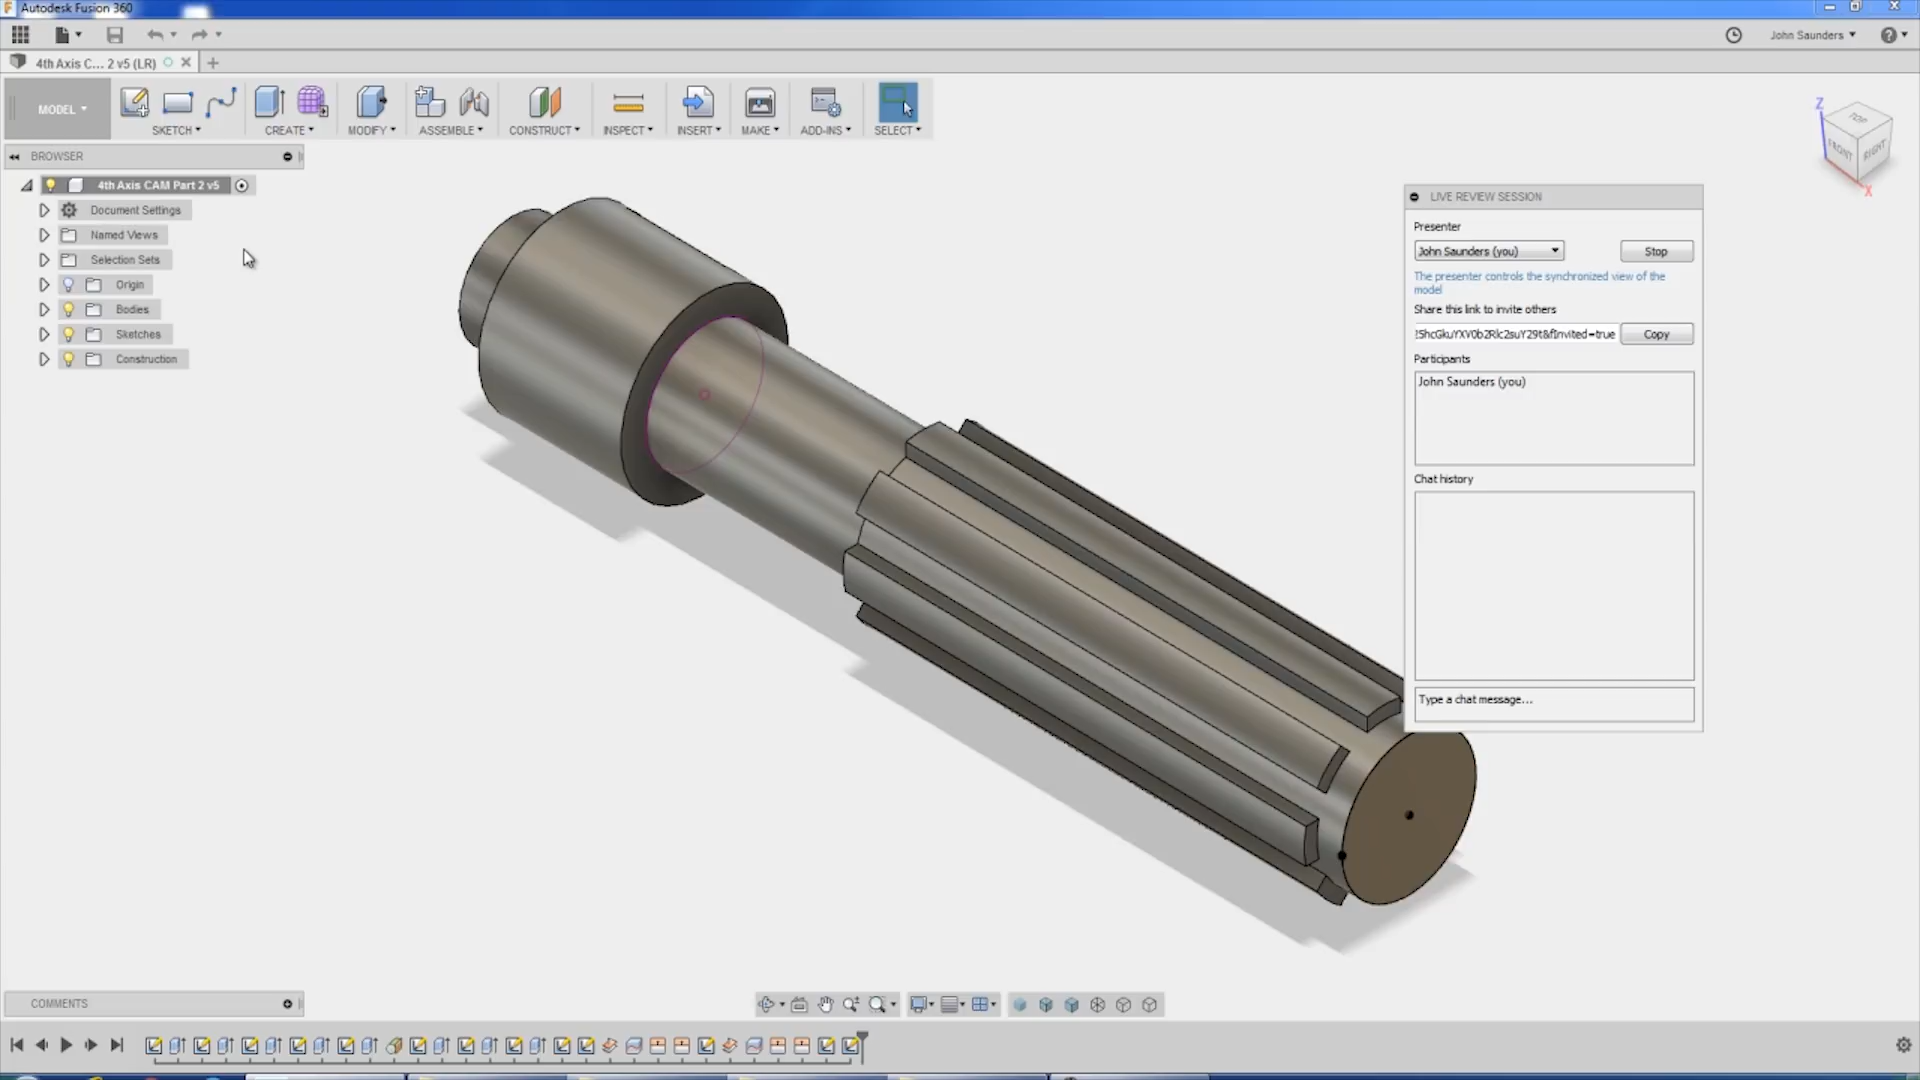 Autodesk Fusion 360
John Saunders
4th Axis C... 2 v5 (LR)
MODEL
SKETCH
CREATE
MODIFY
ASSEMBLE
CONSTRUCT
INSPECT
INSERT
MAKE
ADD-INS
SELECT
BROWSER
4th Axis CAM Part 2 v5
Document Settings
Named Views
Selection Sets
Origin
Bodies
Sketches
Construction
Z
TOP
FRONT
RIGHT
X
LIVE REVIEW SESSION
Presenter
John Saunders (you)
Stop
The presenter controls the synchronized view of the
model
Share this link to invite others
Copy
Participants
John Saunders (you)
Chat history
Type a chat message...
COMMENTS